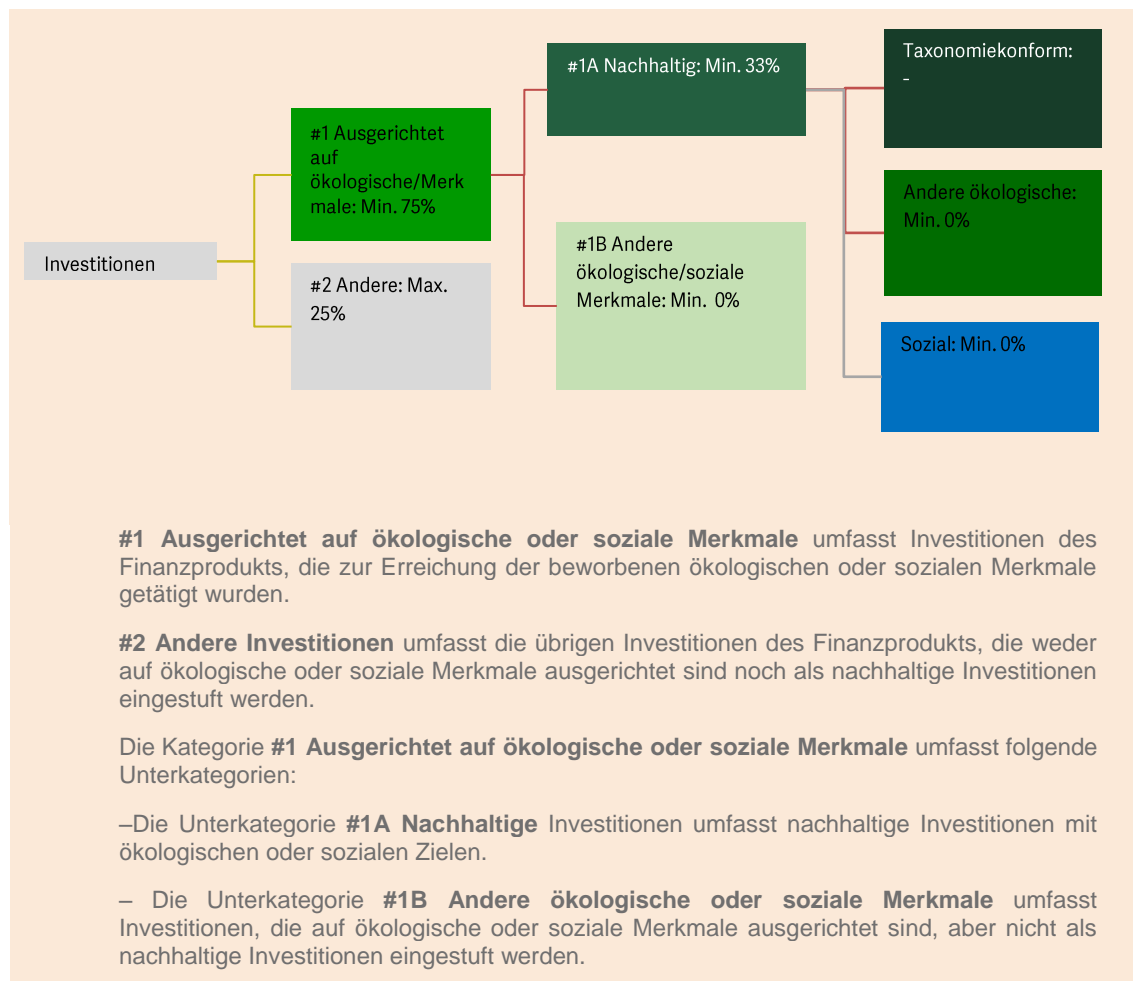 Investitionen
#1 Ausgerichtet
auf
ökologische/Merk
male: Min. 75%
#2 Andere: Max.
25%
#1A Nachhaltig: Min. 33%
#1B Andere
ökologische/soziale
Merkmale: Min. 0%
Taxonomiekonform:
-
Andere ökologische:
Min. 0%
Sozial: Min. 0%
#1 Ausgerichtet auf ökologische oder soziale Merkmale umfasst Investitionen des
Finanzprodukts, die zur Erreichung der beworbenen ökologischen oder sozialen Merkmale
getätigt wurden.
#2 Andere Investitionen umfasst die übrigen Investitionen des Finanzprodukts, die weder
auf ökologische oder soziale Merkmale ausgerichtet sind noch als nachhaltige Investitionen
eingestuft werden.
Die Kategorie #1 Ausgerichtet auf ökologische oder soziale Merkmale umfasst folgende
Unterkategorien:
–Die Unterkategorie #1A Nachhaltige Investitionen umfasst nachhaltige Investitionen mit
ökologischen oder sozialen Zielen.
– Die Unterkategorie #1B Andere ökologische oder soziale Merkmale umfasst
Investitionen, die auf ökologische oder soziale Merkmale ausgerichtet sind, aber nicht als
nachhaltige Investitionen eingestuft werden.